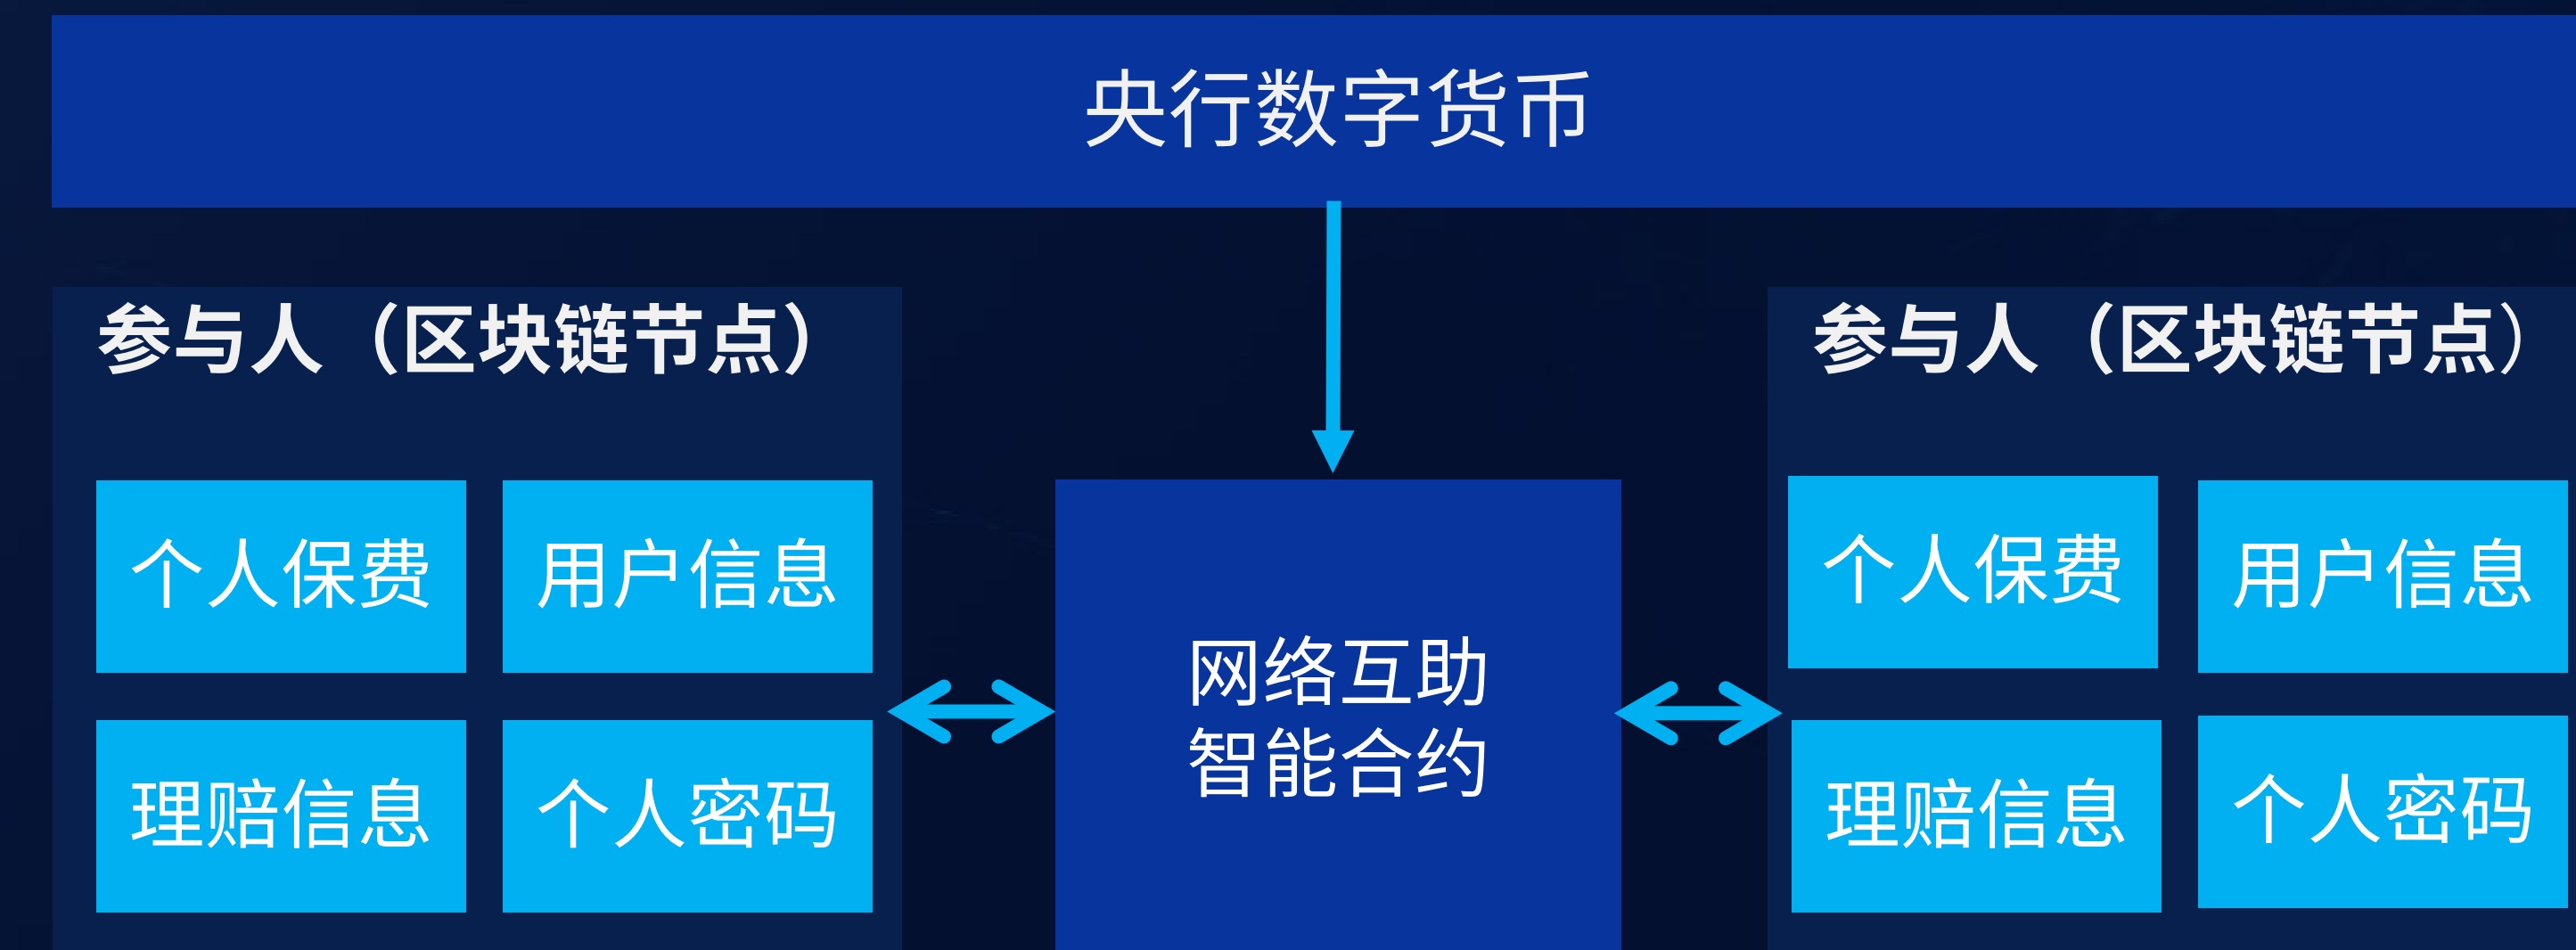 央行数字货币
参与人（区块链节点）
个人保费
用户信息
理赔信息
个人密码
网络互助
智能合约
参与人（区块链节点）
个人保费
用户信息
理赔信息
个人密码